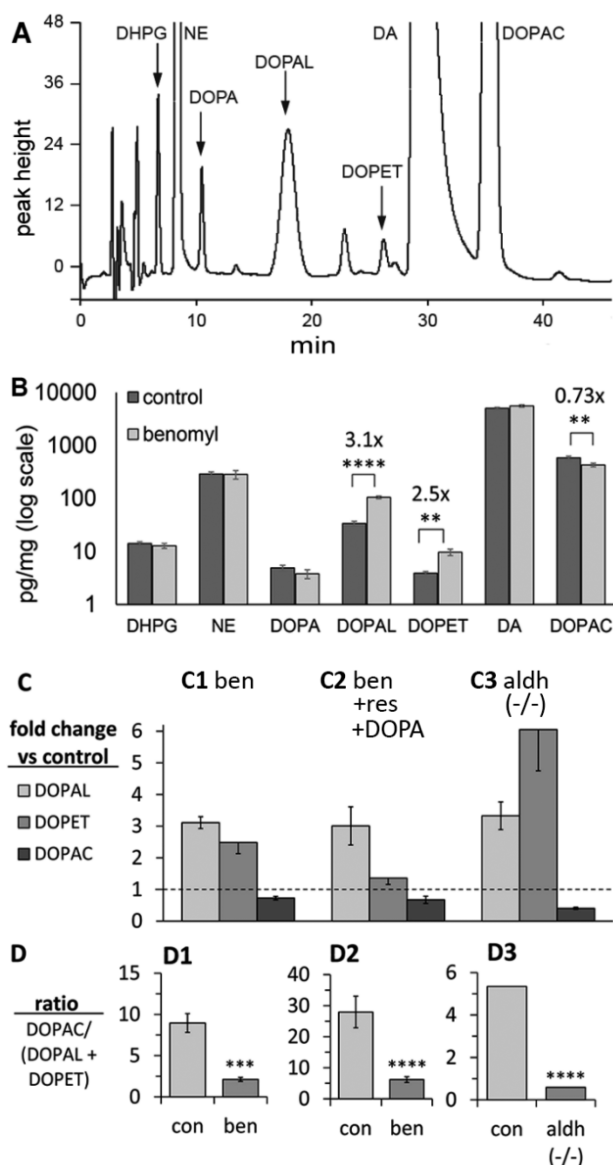 A
48
36
24
12
0
peak height
DHPG
NE
DOPA
DOPAL
DOPET
DA
DOPAC
0 10 20 30 40
min
B
10000
1000
100
10
1
pg/mg (log scale)
control
benomyl
3.1x
****
2.5x
**
0.73x
**
DHPG NE DOPA DOPAL DOPET DA DOPAC
C
C1 ben
C2 ben
+res
+DOPA
C3 aldh
(-/-)
fold change
vs control
DOPAL
DOPET
DOPAC
6
5
4
3
2
1
0
D
D1
D2
D3
ratio
DOPAC/
(DOPAL +
DOPET)
15
10
5
0
***
con ben
40
30
20
10
0
****
con ben
6
4
2
0
****
con aldh
(-/-)